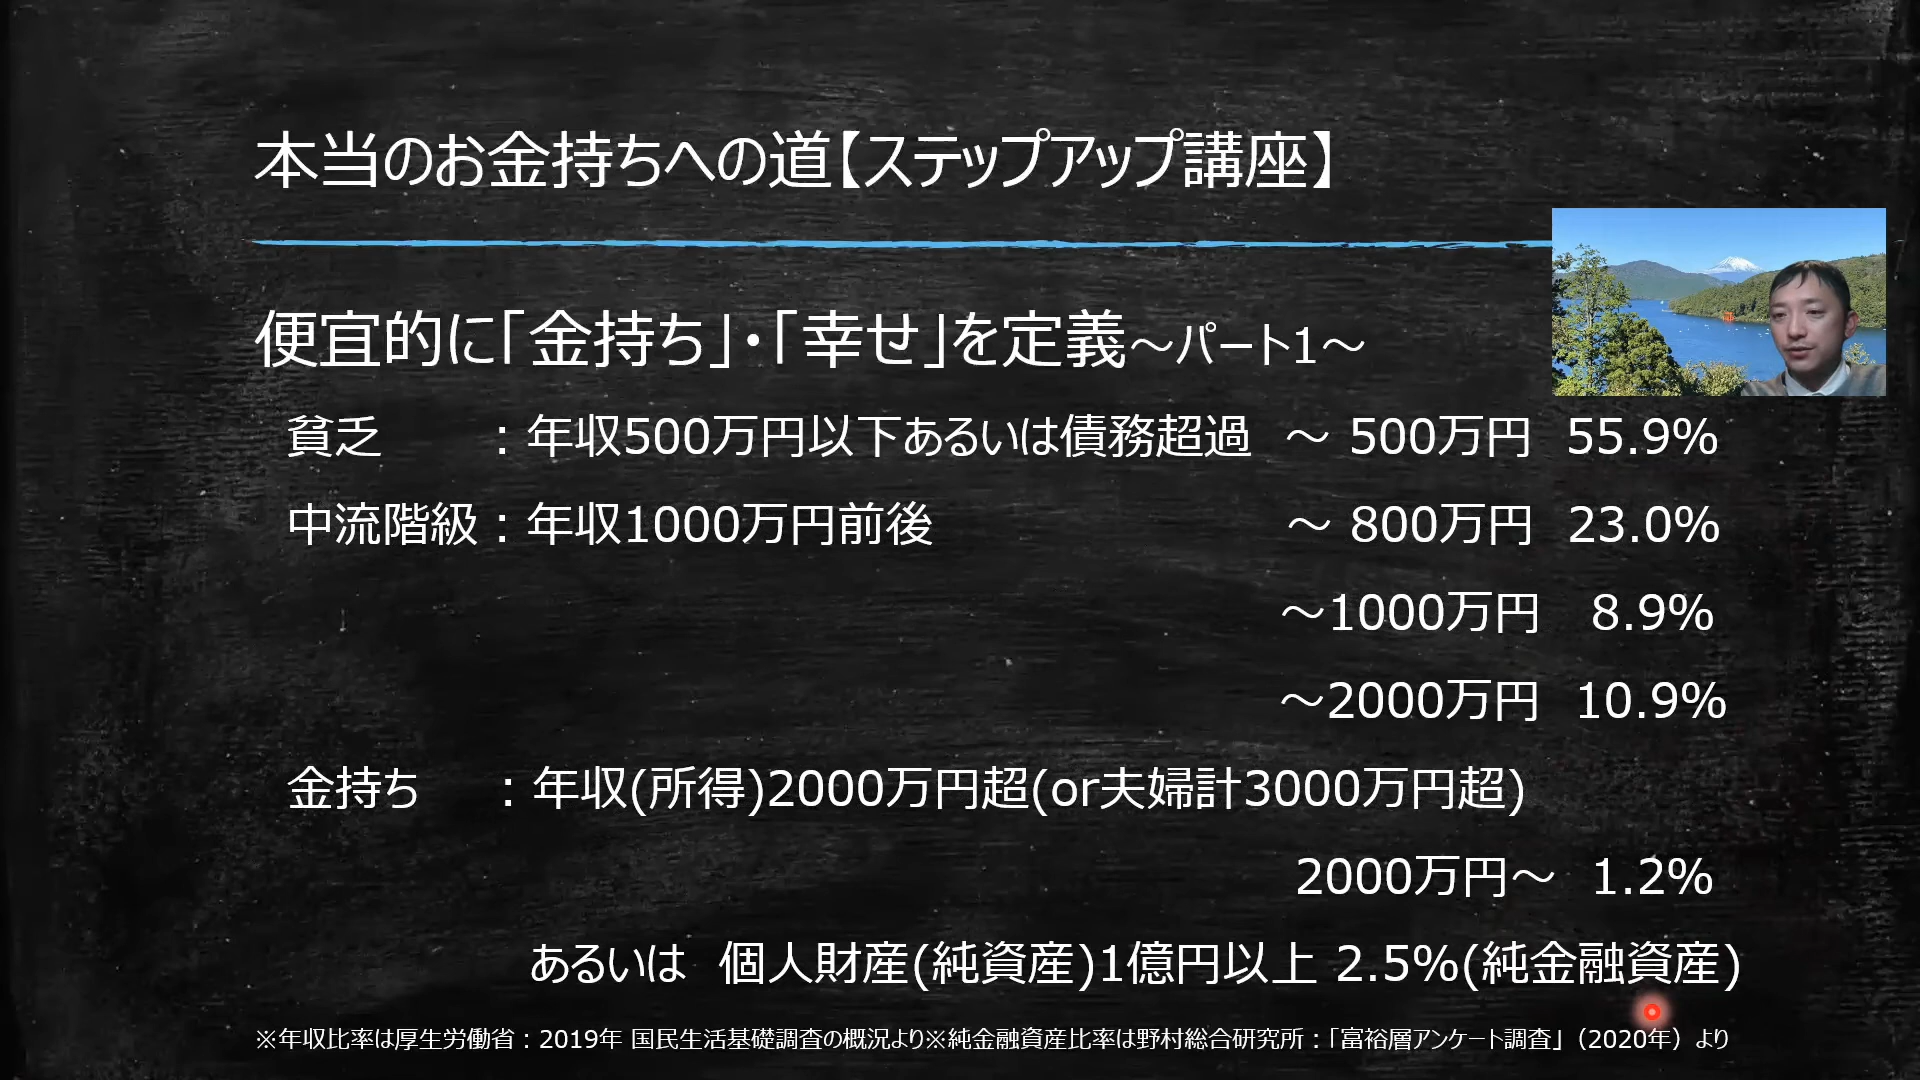 本当のお金持ちへの道【ステップアップ講座】
便宜的に「金持ち」・「幸せ」を定義～パート1～
貧乏　　：年収500万円以下あるいは債務超過　～ 500万円　55.9%
中流階級：年収1000万円前後　～ 800万円　23.0%
～1000万円　8.9%
～2000万円　10.9%
金持ち　：年収(所得)2000万円超(or夫婦計3000万円超)
2000万円～　1.2%
あるいは　個人財産(純資産)1億円以上 2.5%(純金融資産)
※年収比率は厚生労働省：2019年 国民生活基礎調査の概況より※純金融資産比率は野村総合研究所：「富裕層アンケート調査」（2020年）より